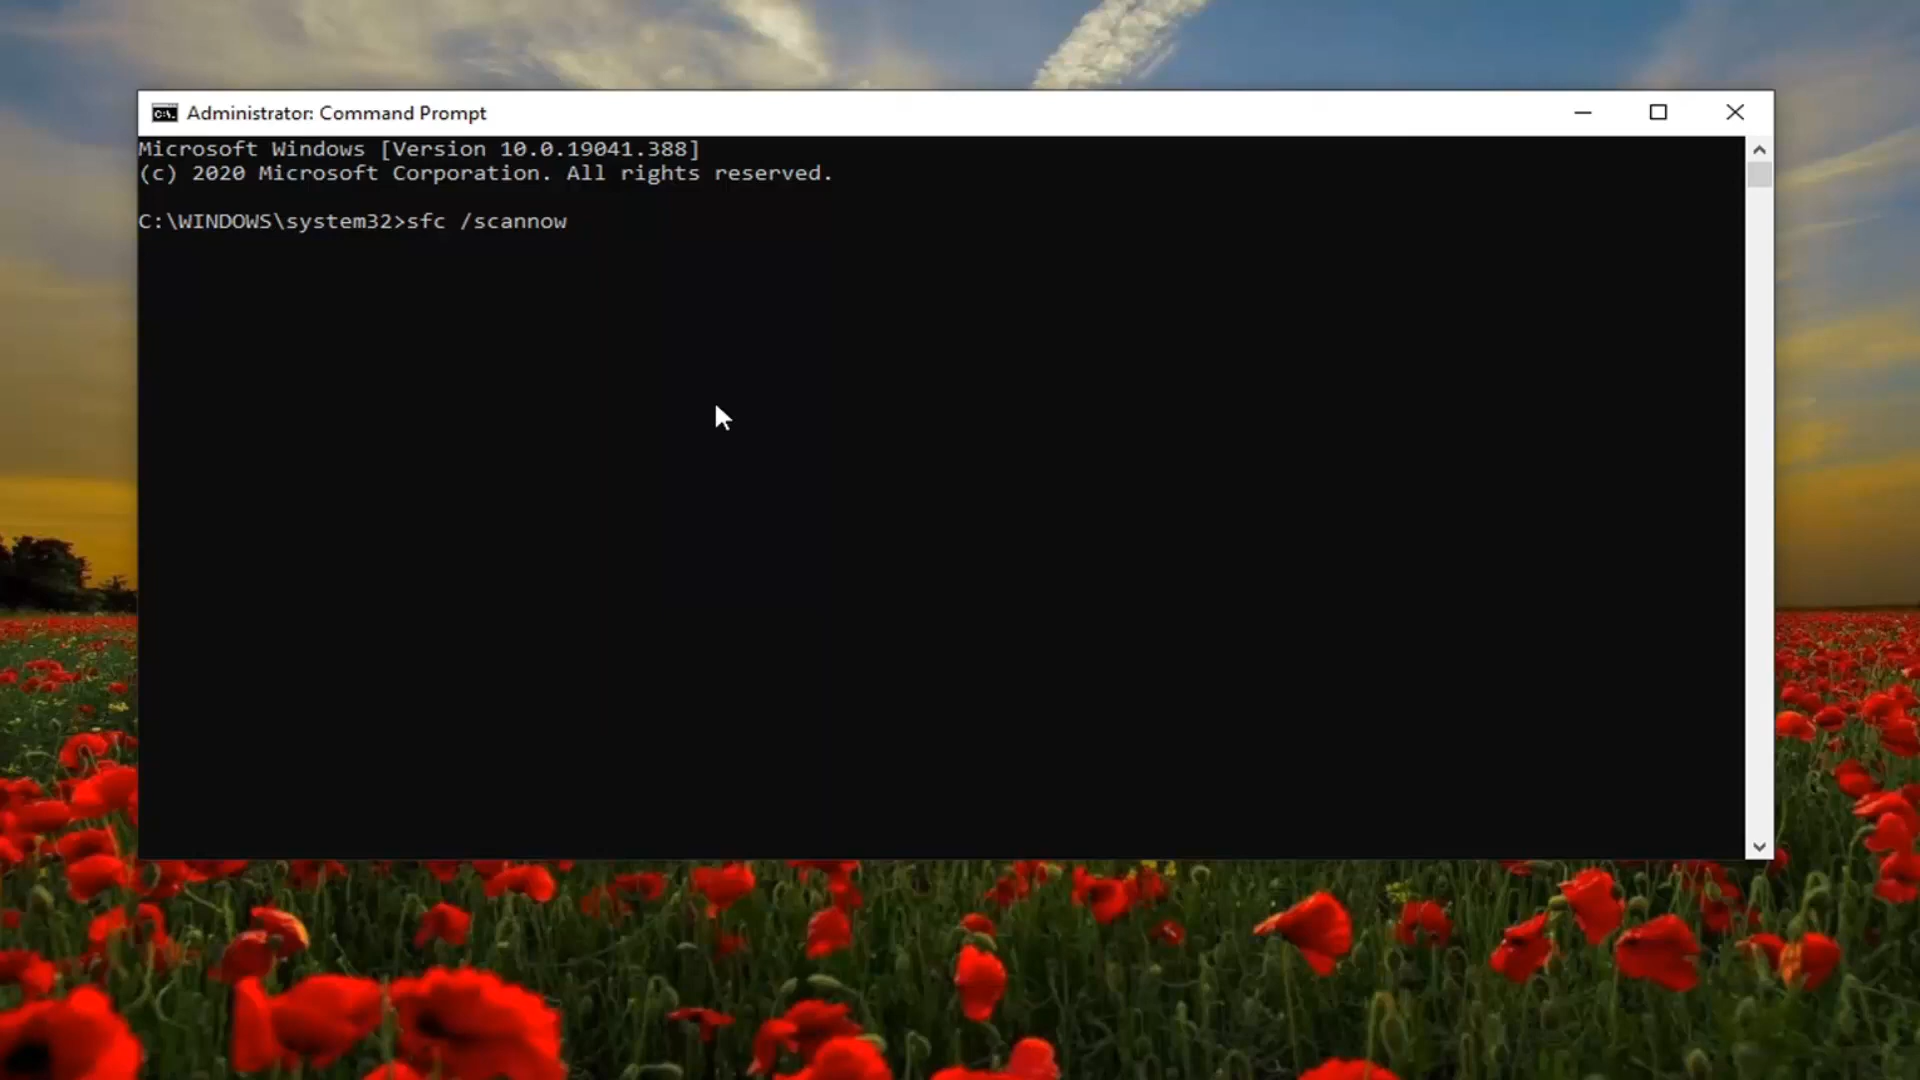 Administrator: Command Prompt
Microsoft Windows [Version 10.0.19041.388]
(c) 2020 Microsoft Corporation. All rights reserved.
C:\WINDOWS\system32>sfc /scannow